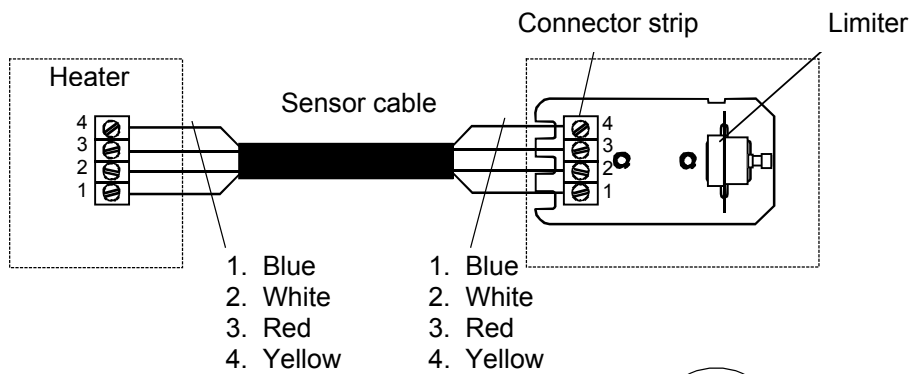 Connector strip
Limiter
Heater
Sensor cable
4
3
2
1
4
3
2
1
1. Blue
2. White
3. Red
4. Yellow
1. Blue
2. White
3. Red
4. Yellow